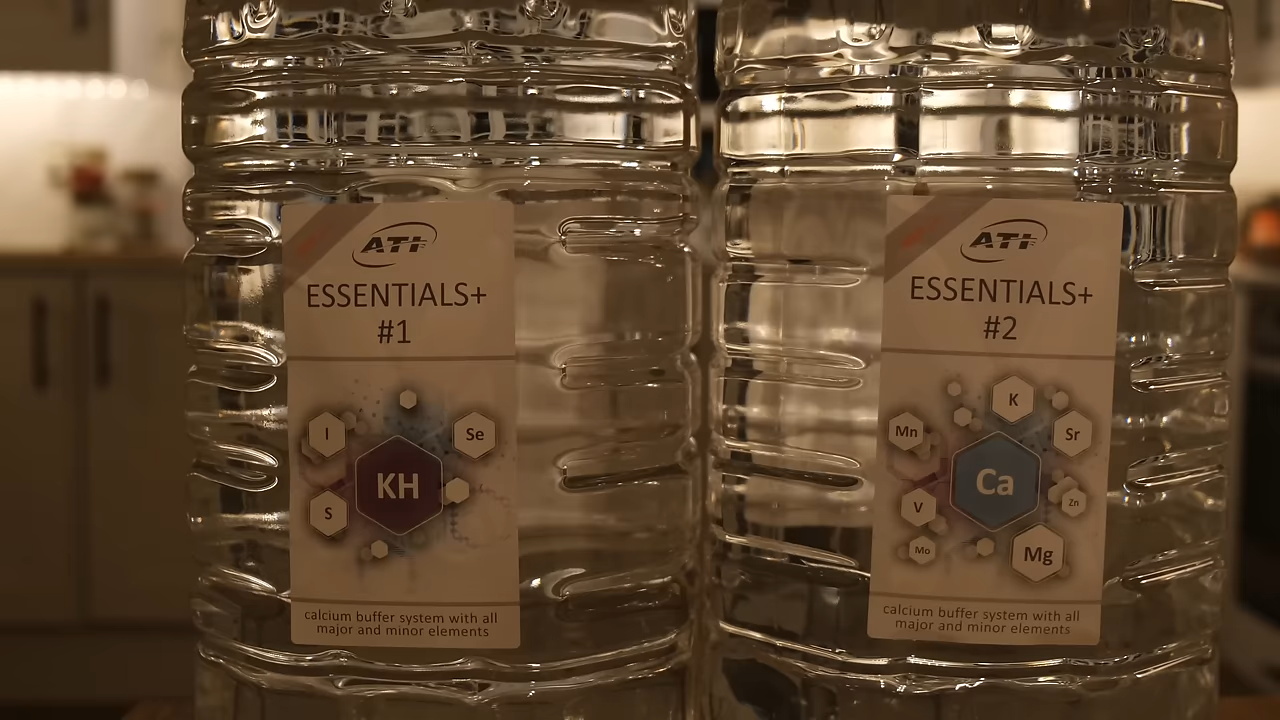 ATI
ESSENTIALS+
#1
I
Se
KH
S
calcium buffer system with all
major and minor elements
ATI
ESSENTIALS+
#2
K
Mn
Sr
Ca
V
Zn
Mo
Mg
calcium buffer system with all
major and minor elements